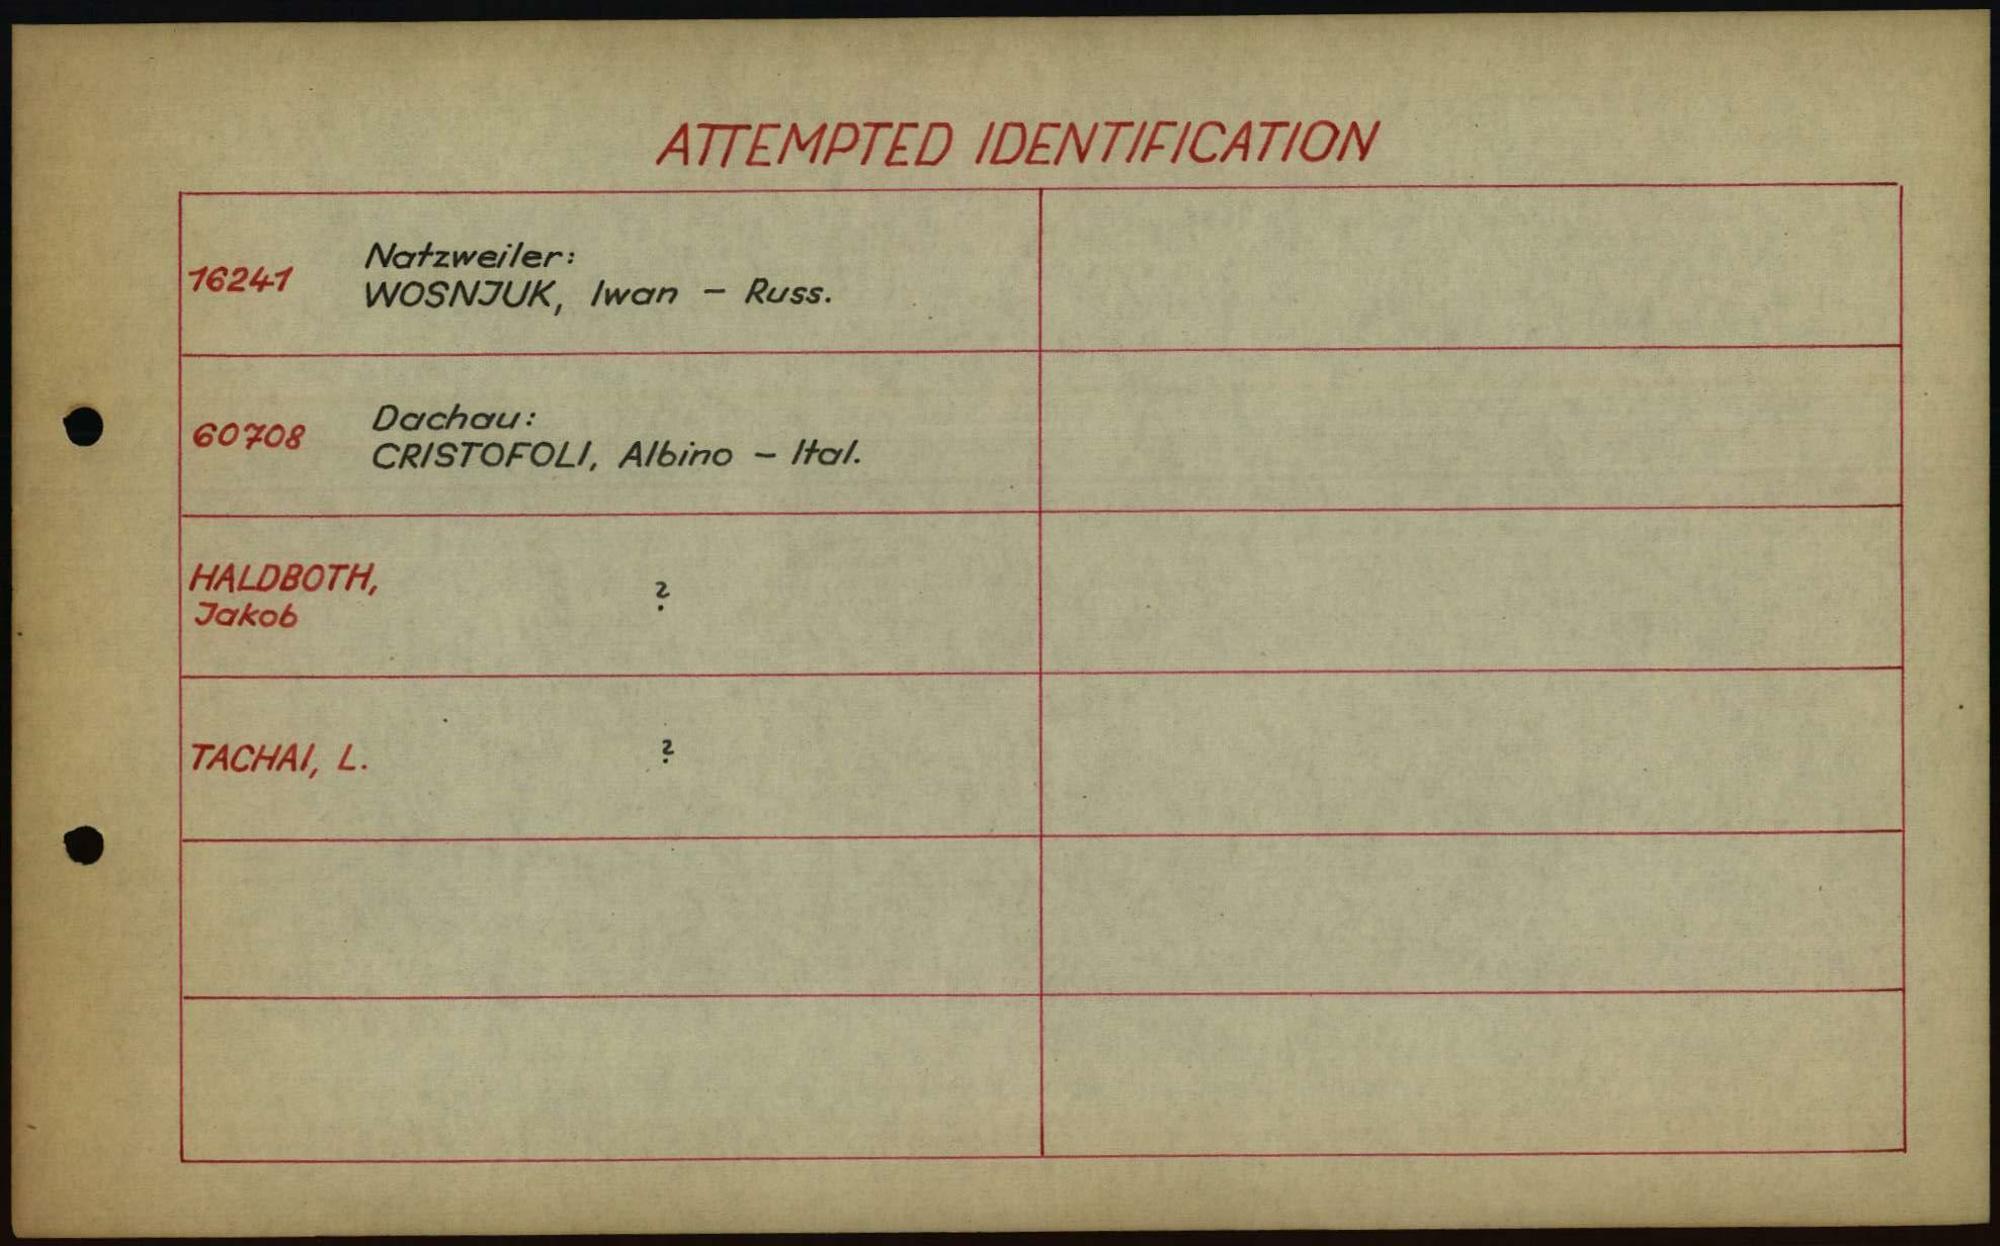 ATTEMPTED IDENTIFICATION
16241
Natzweiler:
WOSNJUK, Iwan – Russ.
60708
Dachau:
CRISTOFOLI, Albino – Ital.
HALDBOTH,
Jakob
?
TACHAI, L.
?